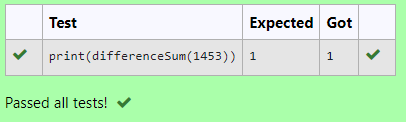 Test Expected Got
print(differenceSum(1453)) 1 1
Passed all tests!